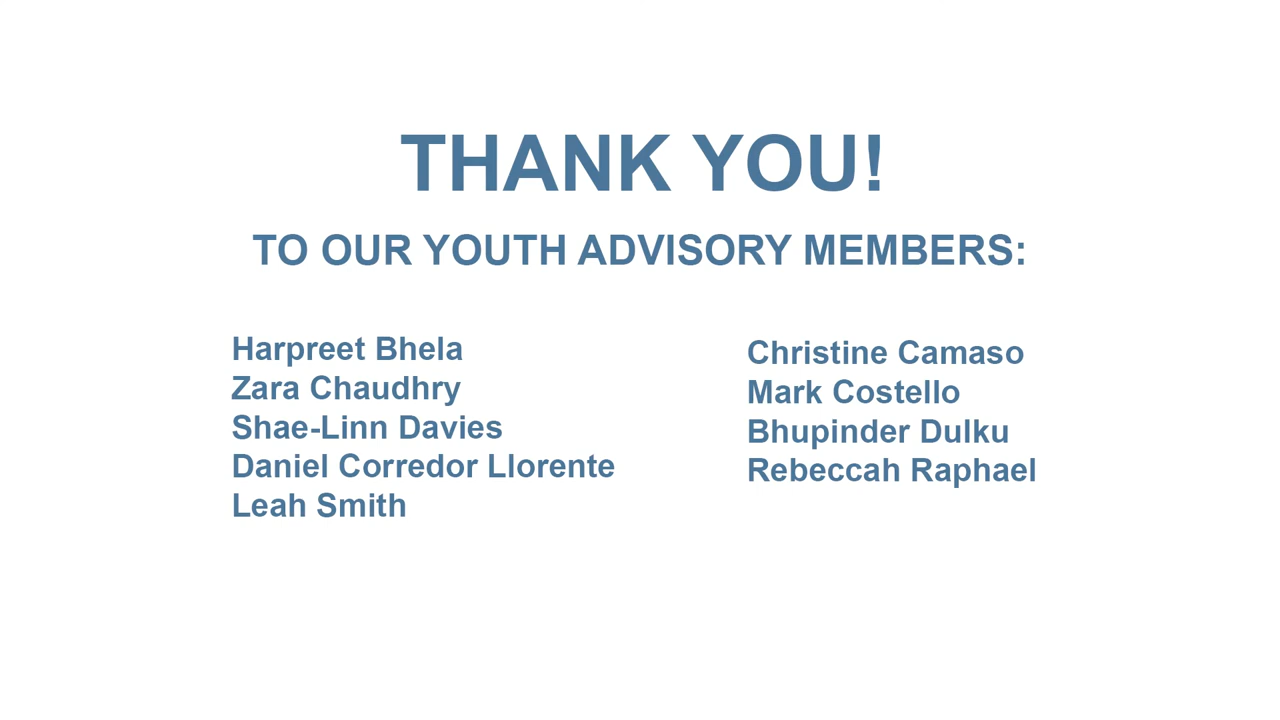 THANK YOU!
TO OUR YOUTH ADVISORY MEMBERS:
Harpreet Bhela
Zara Chaudhry
Shae-Linn Davies
Daniel Corredor Llorente
Leah Smith
Christine Camaso
Mark Costello
Bhupinder Dulku
Rebeccah Raphael